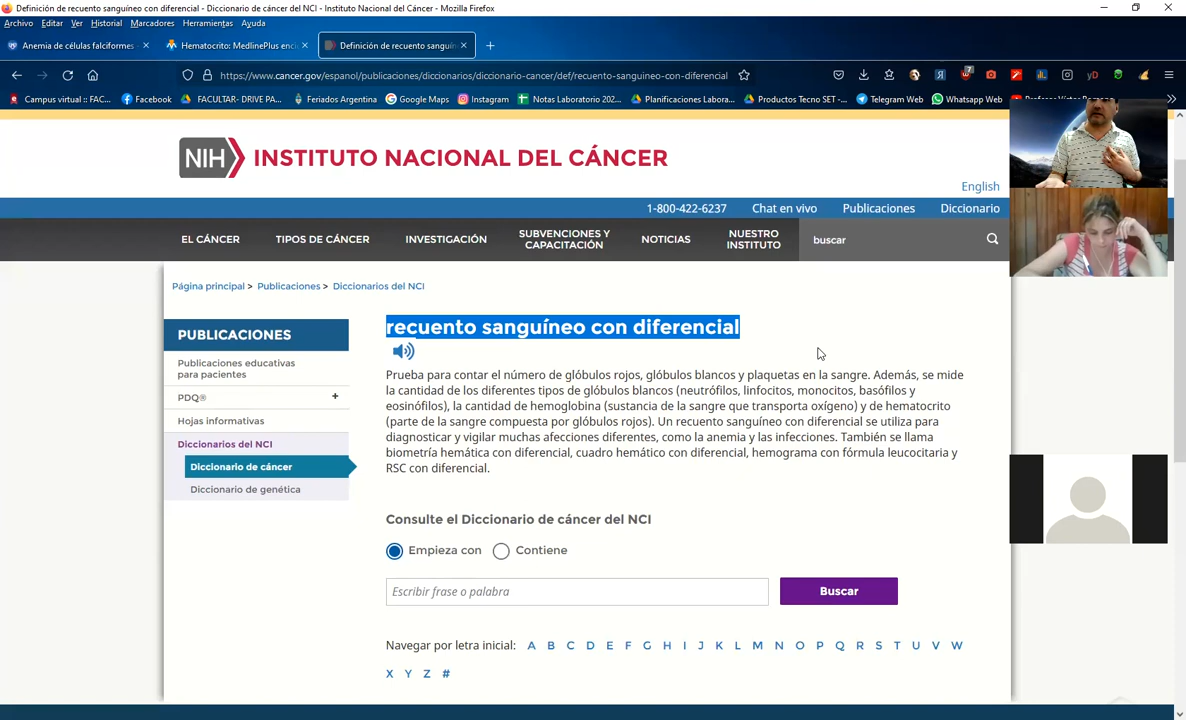 Definición de recuento sanguíneo con diferencial - Diccionario de cáncer del NCI - Instituto Nacional del Cáncer - Mozilla Firefox
Archivo Editar Ver Historial Marcadores Herramientas Ayuda
Anemia de células falciformes
Hematocrito: MedlinePlus enci
Definición de recuento sanguín
https://www.cancer.gov/espanol/publicaciones/diccionarios/diccionario-cancer/def/recuento-sanguineo-con-diferencial
7
yD
Campus virtual :: FAC... Facebook FACULTAR- DRIVE PA... Feriados Argentina Google Maps Instagram Notas Laboratorio 202... Planificaciones Labora... Productos Tecno SET -... Telegram Web Whatsapp Web
NIH INSTITUTO NACIONAL DEL CÁNCER
English
1-800-422-6237 Chat en vivo Publicaciones Diccionario
EL CÁNCER TIPOS DE CÁNCER INVESTIGACIÓN SUBVENCIONES Y CAPACITACIÓN NOTICIAS NUESTRO INSTITUTO buscar
Página principal > Publicaciones > Diccionarios del NCI
PUBLICACIONES
Publicaciones educativas
para pacientes
PDQ® +
Hojas informativas
Diccionarios del NCI
Diccionario de cáncer
Diccionario de genética
recuento sanguíneo con diferencial
Prueba para contar el número de glóbulos rojos, glóbulos blancos y plaquetas en la sangre. Además, se mide
la cantidad de los diferentes tipos de glóbulos blancos (neutrófilos, linfocitos, monocitos, basófilos y
eosinófilos), la cantidad de hemoglobina (sustancia de la sangre que transporta oxígeno) y de hematocrito
(parte de la sangre compuesta por glóbulos rojos). Un recuento sanguíneo con diferencial se utiliza para
diagnosticar y vigilar muchas afecciones diferentes, como la anemia y las infecciones. También se llama
biometría hemática con diferencial, cuadro hemático con diferencial, hemograma con fórmula leucocitaria y
RSC con diferencial.
Consulte el Diccionario de cáncer del NCI
Empieza con Contiene
Escribir frase o palabra Buscar
Navegar por letra inicial: A B C D E F G H I J K L M N O P Q R S T U V W
X Y Z #